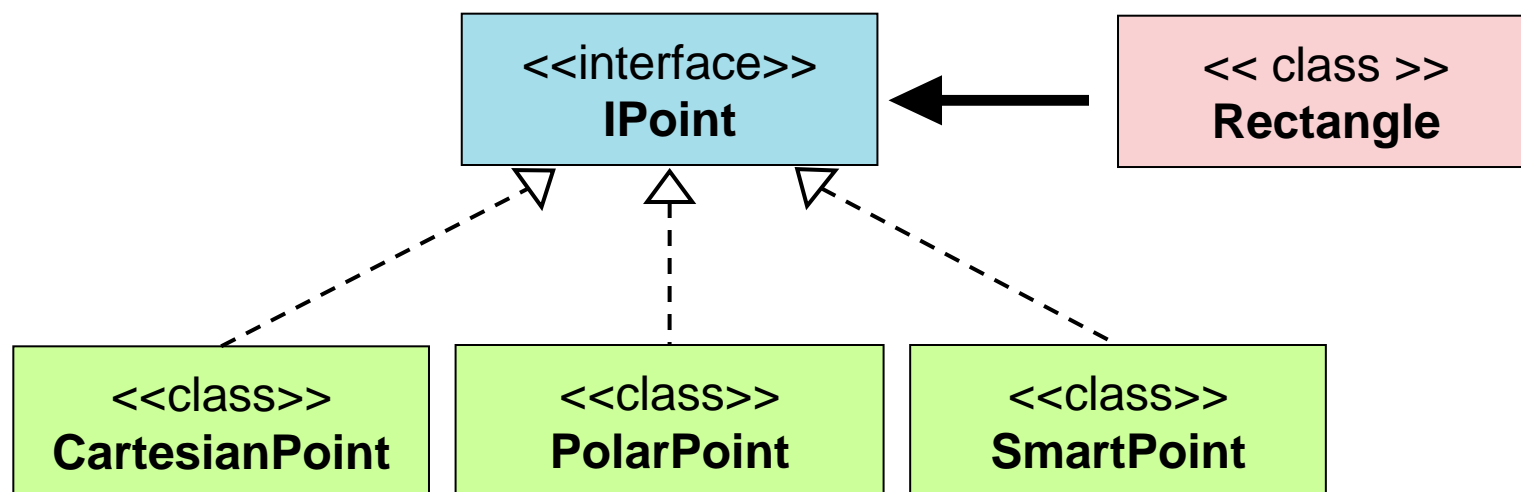 <<interface>>
IPoint
<< class >>
Rectangle
<<class>>
CartesianPoint
<<class>>
PolarPoint
<<class>>
SmartPoint